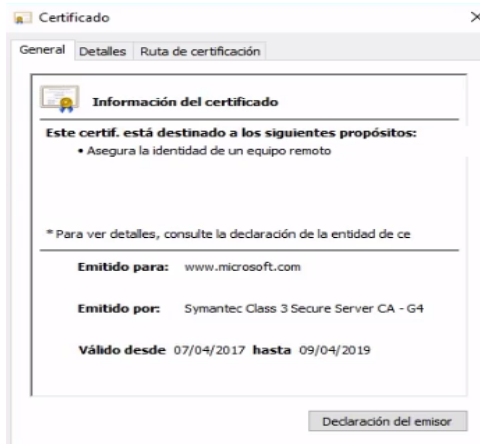 Certificado
General Detalles Ruta de certificación
Información del certificado
Este certif. está destinado a los siguientes propósitos:
• Asegura la identidad de un equipo remoto
* Para ver detalles, consulte la declaración de la entidad de ce
Emitido para: www.microsoft.com
Emitido por: Symantec Class 3 Secure Server CA - G4
Válido desde 07/04/2017 hasta 09/04/2019
Declaración del emisor